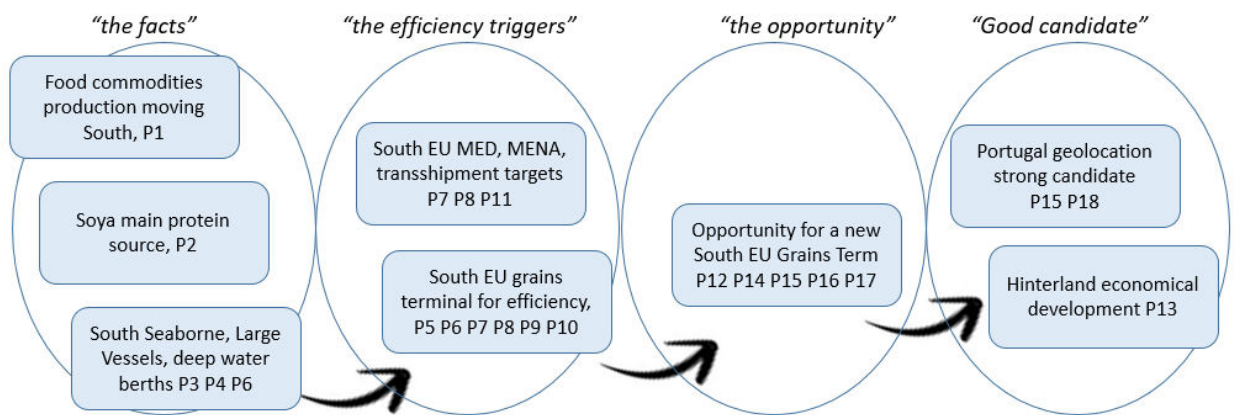 “the facts”
Food commodities
production moving
South, P1
Soya main protein
source, P2
South Seaborne, Large
Vessels, deep water
berths P3 P4 P6
“the efficiency triggers”
South EU MED, MENA,
transshipment targets
P7 P8 P11
South EU grains
terminal for efficiency,
P5 P6 P7 P8 P9 P10
“the opportunity”
Opportunity for a new
South EU Grains Term
P12 P14 P15 P16 P17
“Good candidate”
Portugal geolocation
strong candidate
P15 P18
Hinterland economical
development P13